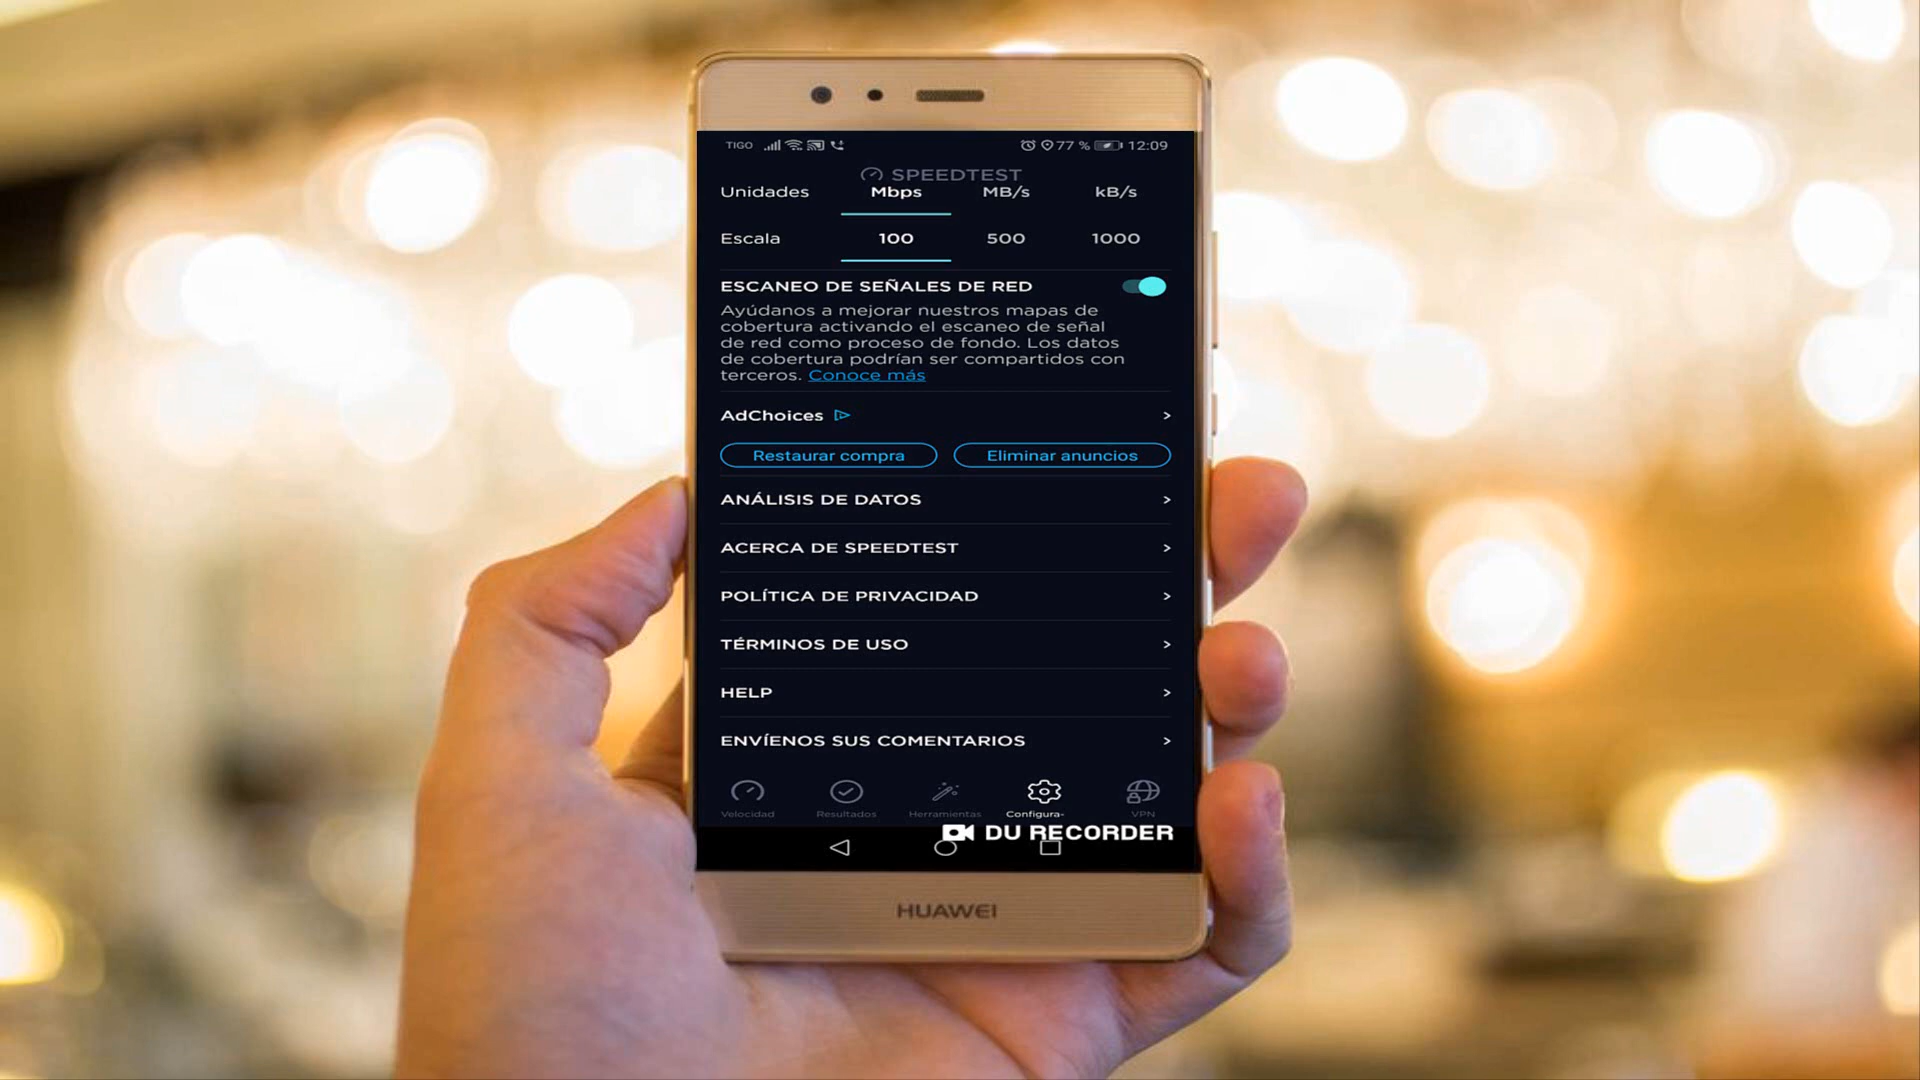 TIGO 77 % 12:09
SPEEDTEST
Unidades Mbps MB/s kB/s
Escala 100 500 1000
ESCANEO DE SEÑALES DE RED
Ayúdanos a mejorar nuestros mapas de
cobertura activando el escaneo de señal
de red como proceso de fondo. Los datos
de cobertura podrían ser compartidos con
terceros. Conoce más
AdChoices >
Restaurar compra Eliminar anuncios
ANÁLISIS DE DATOS >
ACERCA DE SPEEDTEST >
POLÍTICA DE PRIVACIDAD >
TÉRMINOS DE USO >
HELP >
ENVÍENOS SUS COMENTARIOS >
Velocidad Resultados Herramientas Configura- VPN
DU RECORDER
HUAWEI